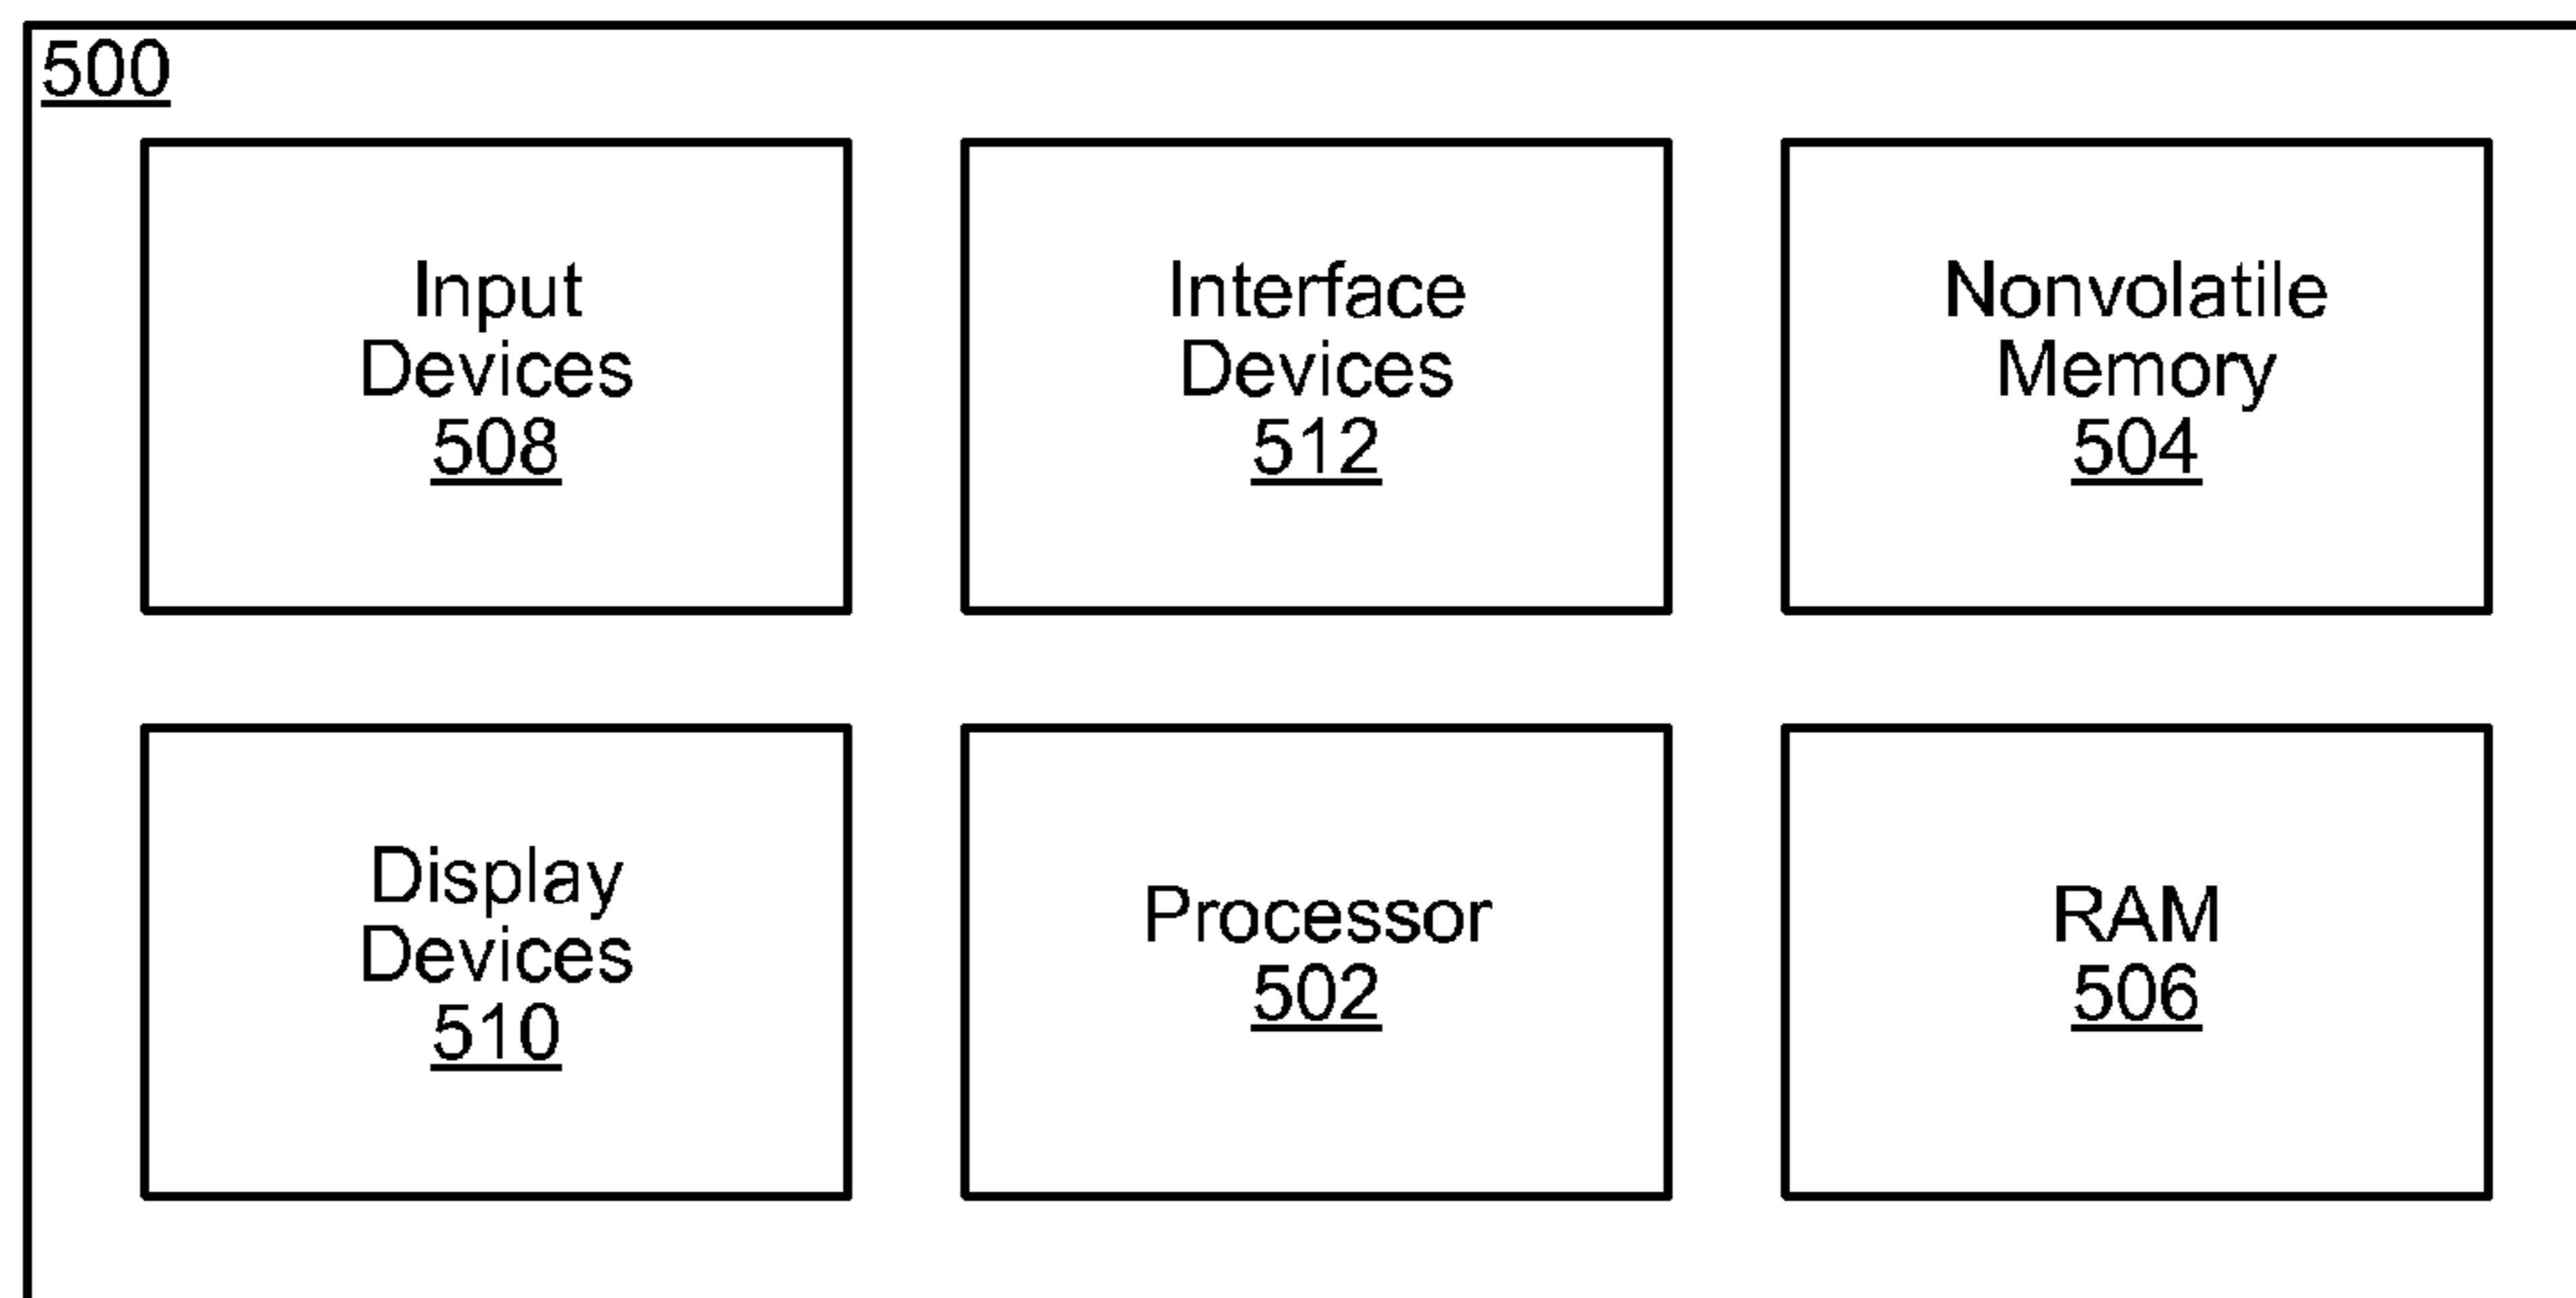 500
Input
Devices
508
Interface
Devices
512
Nonvolatile
Memory
504
Display
Devices
510
Processor
502
RAM
506